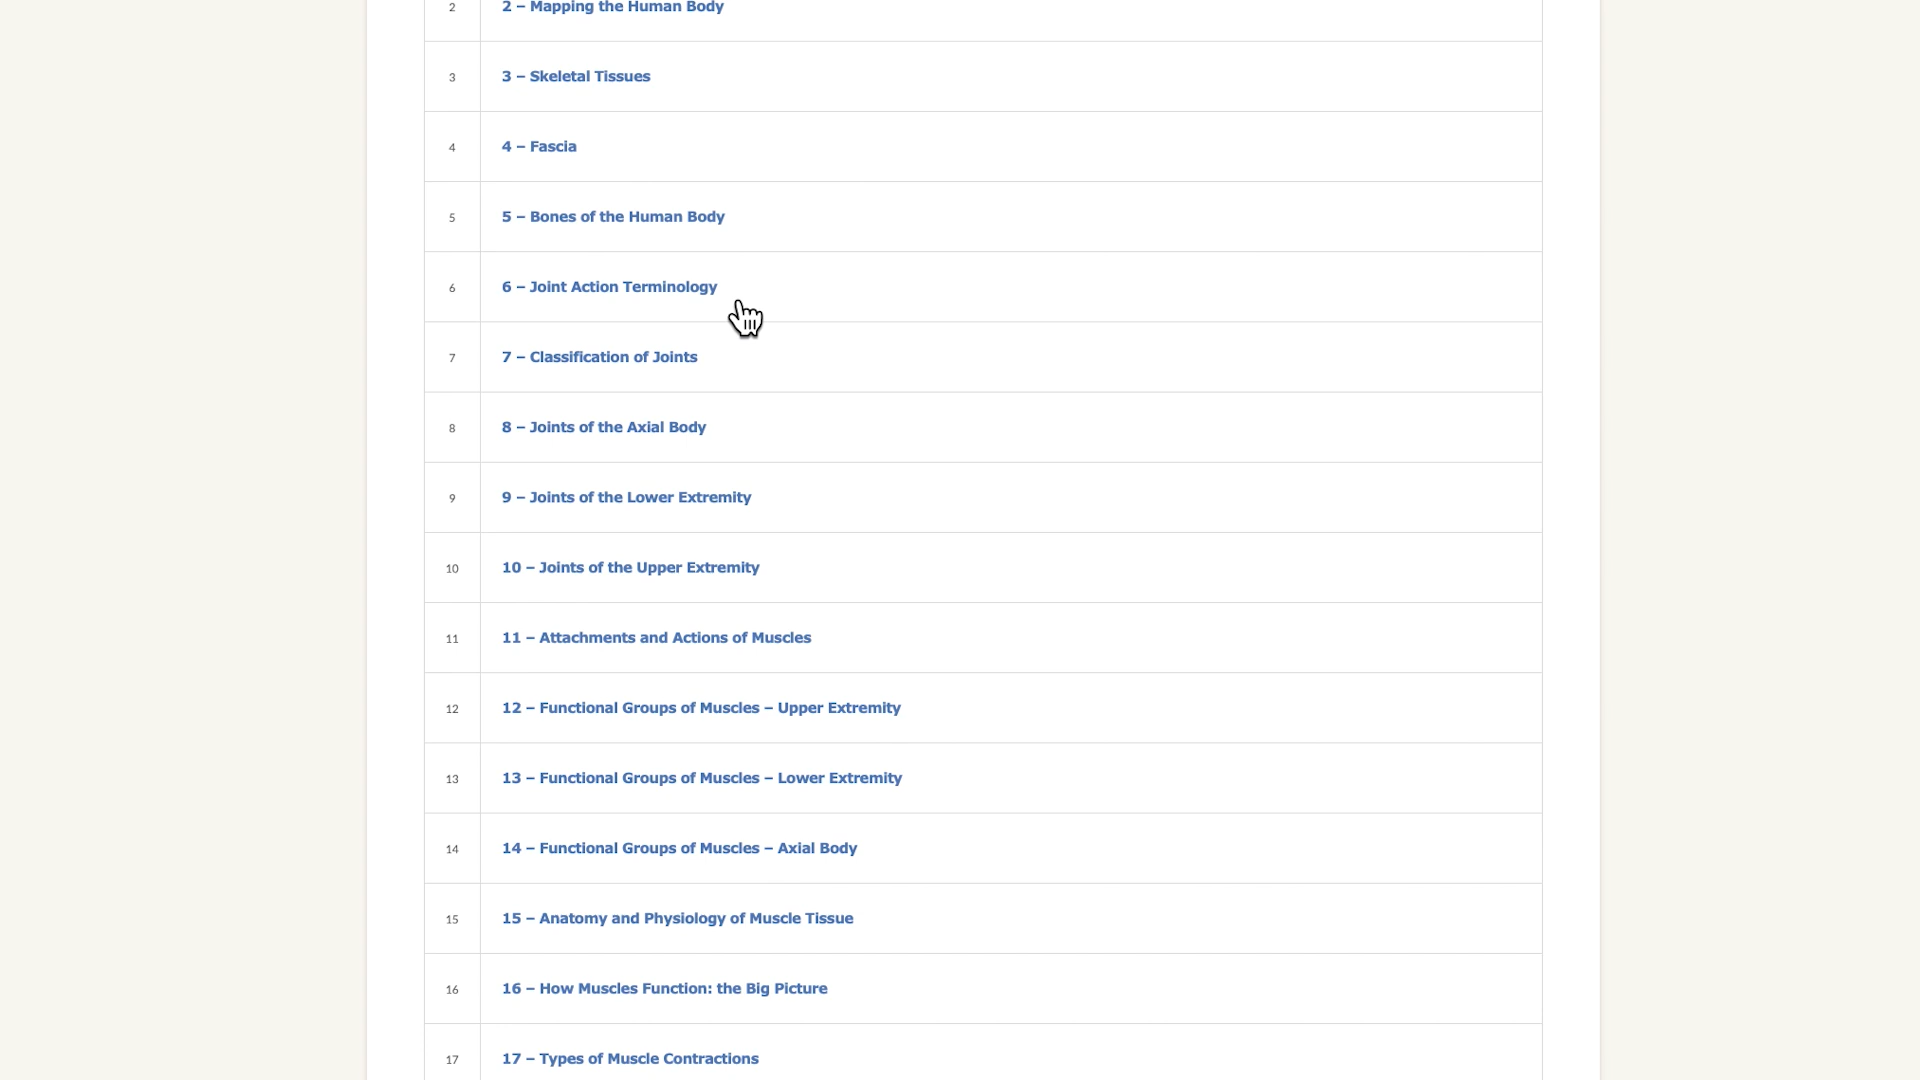 2 2 – Mapping the Human Body
3 3 – Skeletal Tissues
4 4 – Fascia
5 5 – Bones of the Human Body
6 6 – Joint Action Terminology
7 7 – Classification of Joints
8 8 – Joints of the Axial Body
9 9 – Joints of the Lower Extremity
10 10 – Joints of the Upper Extremity
11 11 – Attachments and Actions of Muscles
12 12 – Functional Groups of Muscles – Upper Extremity
13 13 – Functional Groups of Muscles – Lower Extremity
14 14 – Functional Groups of Muscles – Axial Body
15 15 – Anatomy and Physiology of Muscle Tissue
16 16 – How Muscles Function: the Big Picture
17 17 – Types of Muscle Contractions